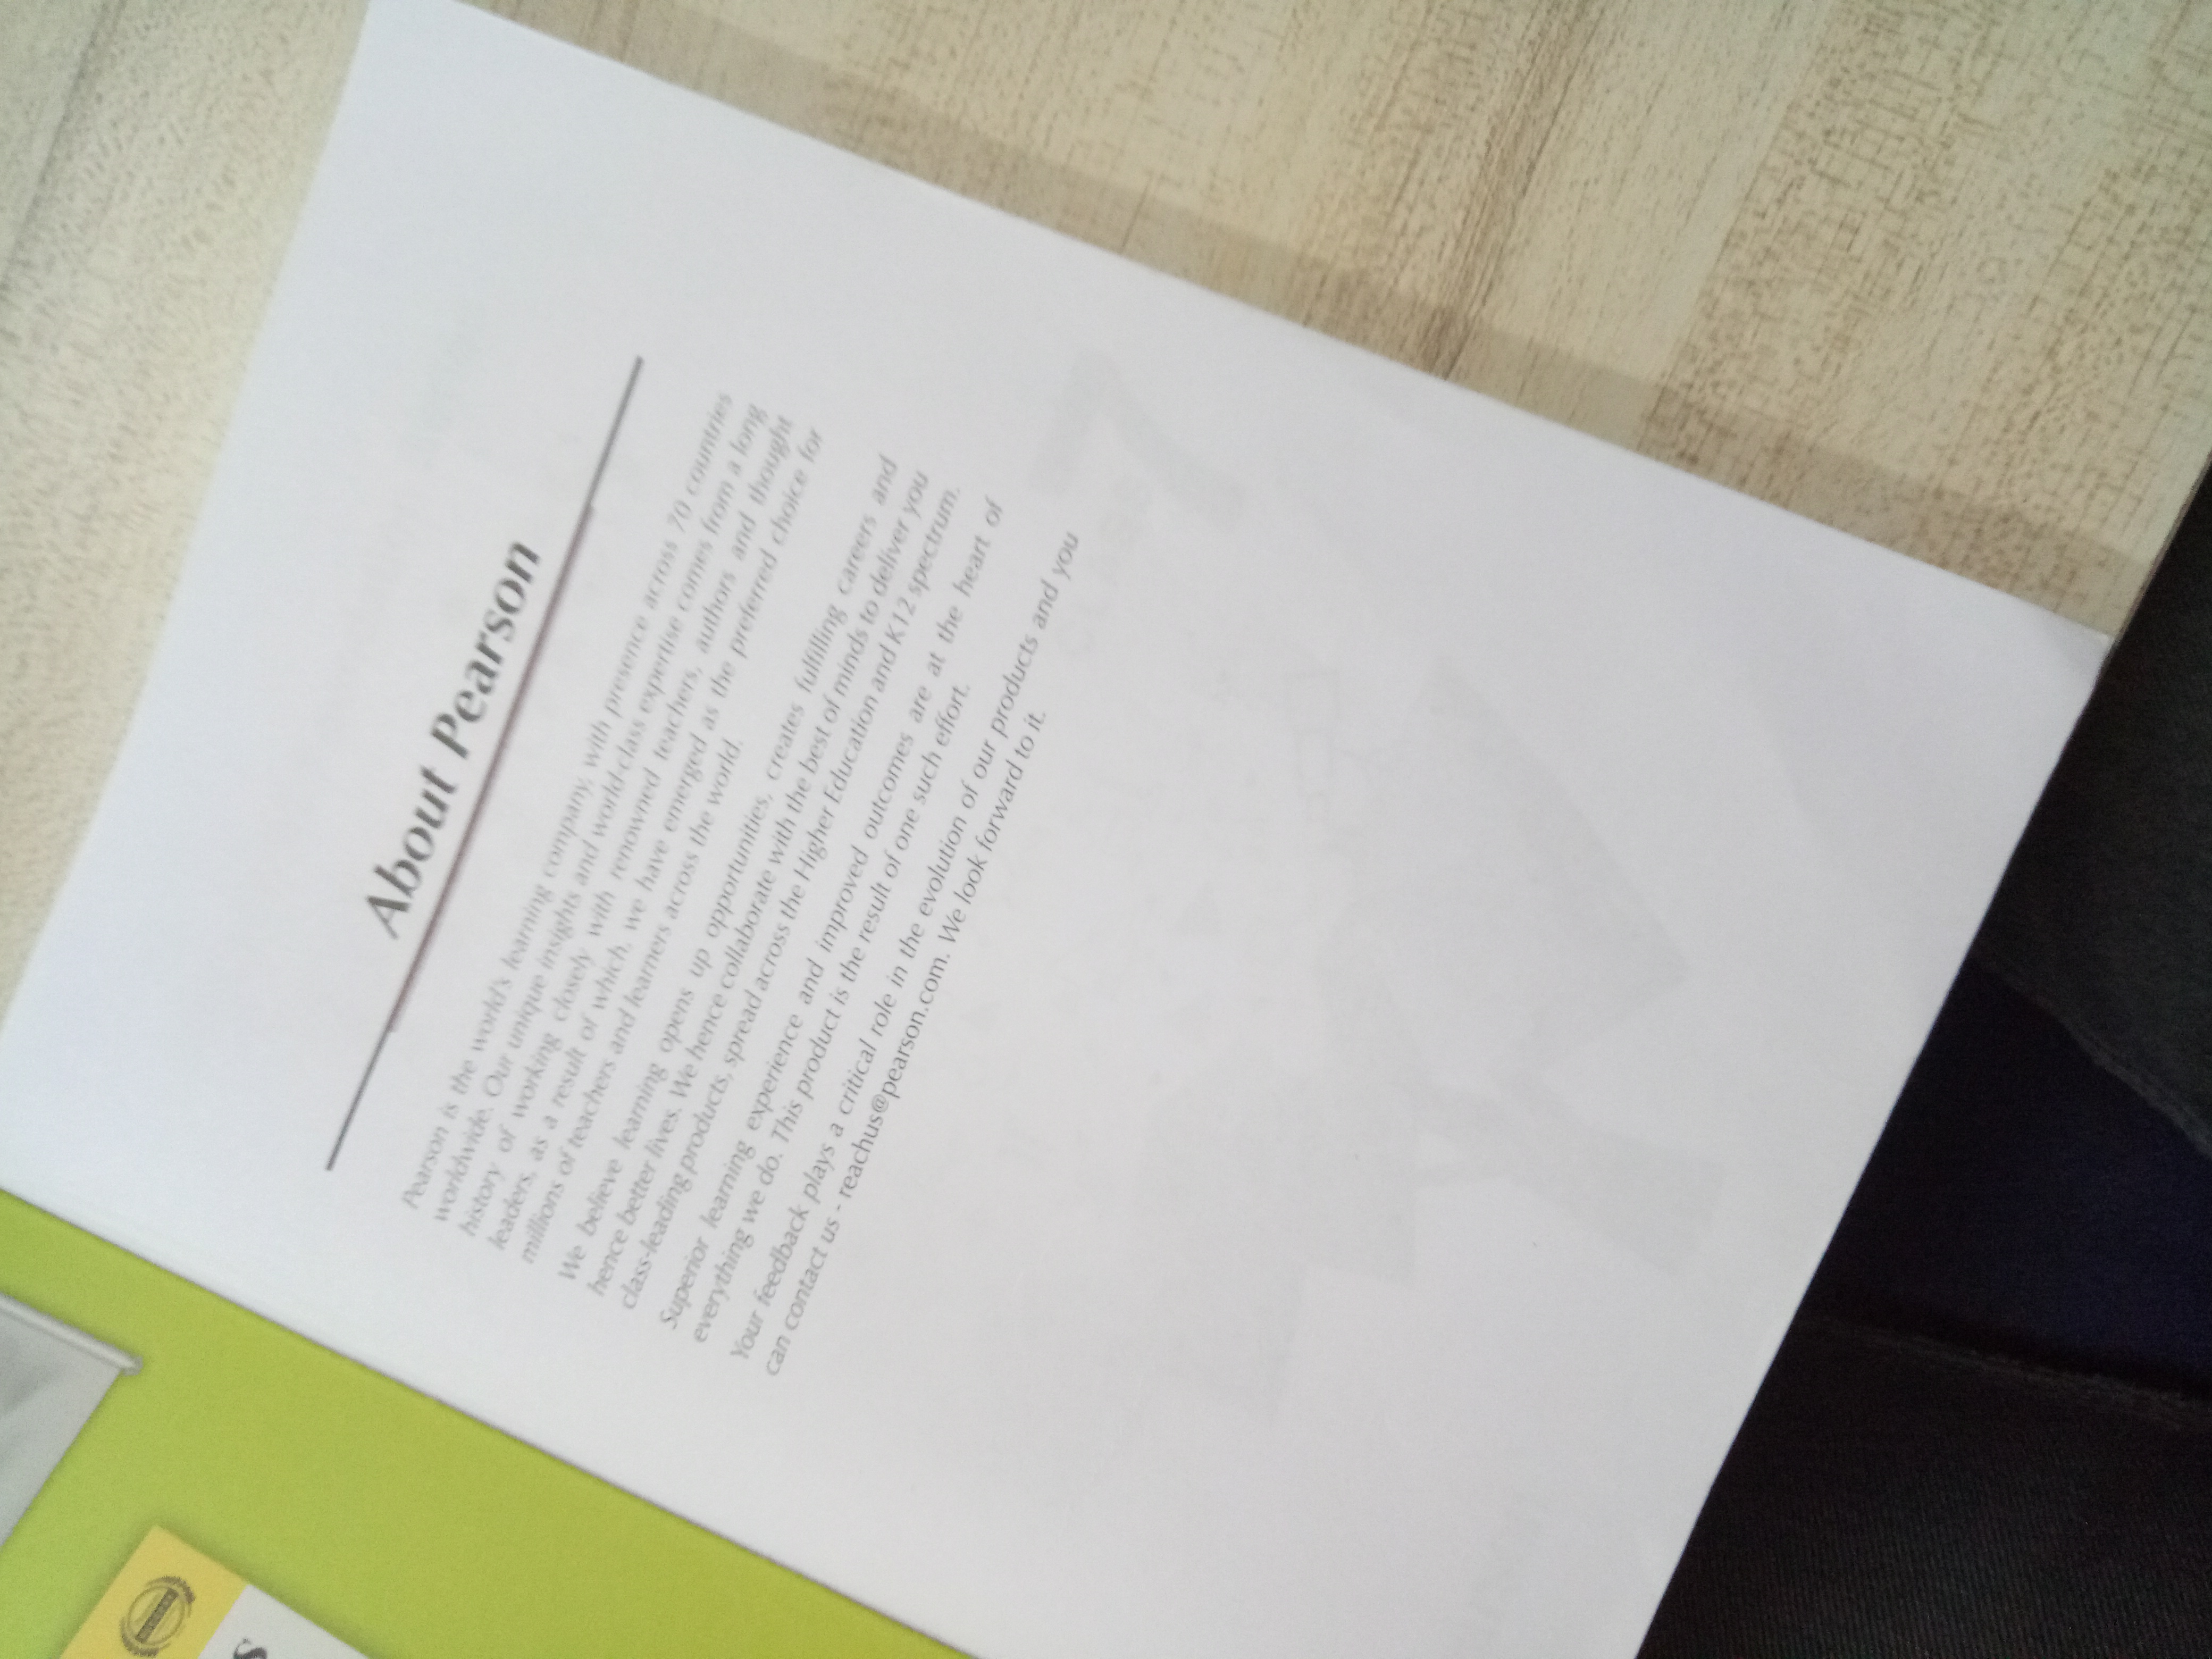 About Pearson
Pearson is the world's learning company, with presence across 70 countries
worldwide. Our unique insights and world-class expertise comes from a long
history of working closely with renowned teachers, authors and thought
leaders, as a result of which, we have emerged as the preferred choice for
millions of teachers and learners across the world.
We believe learning opens up opportunities, creates fulfilling careers and
hence better lives. We hence collaborate with the best of minds to deliver you
class-leading products, spread across the Higher Education and K12 spectrum.
Superior learning experience and improved outcomes are at the heart of
everything we do. This product is the result of one such effort.
Your feedback plays a critical role in the evolution of our products and you
can contact us - reachus@pearson.com. We look forward to it.
S